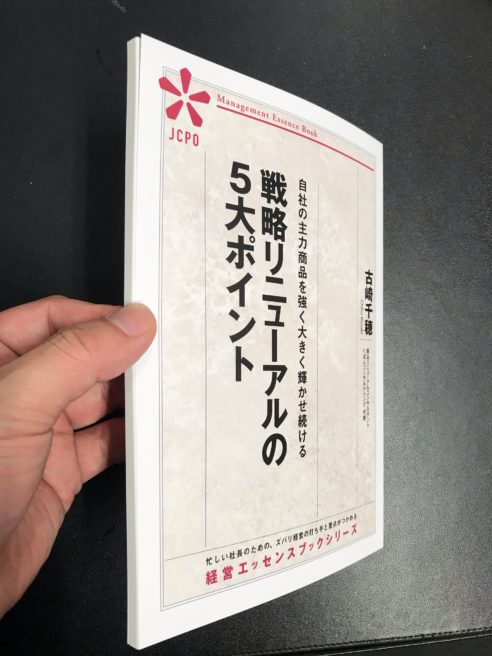 JCPO
Management Essence Book
自社の主力商品を強く大きく輝かせ続ける
戦略リニューアルの
5大ポイント
古崎千穂
忙しい社長のための、ズバリ経営の打ち手と要点がつかめる
経営エッセンスブックシリーズ